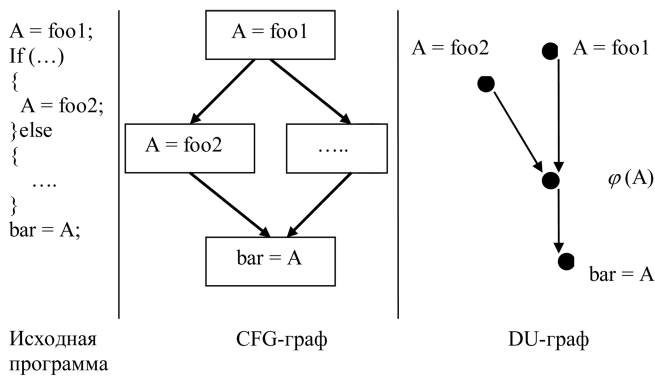 A = foo1;
If (…)
{
A = foo2;
}else
{
….
}
bar = A;
Исходная
программа
A = foo1
A = foo2
…..
bar = A
CFG-граф
A = foo2
A = foo1
φ (A)
bar = A
DU-граф